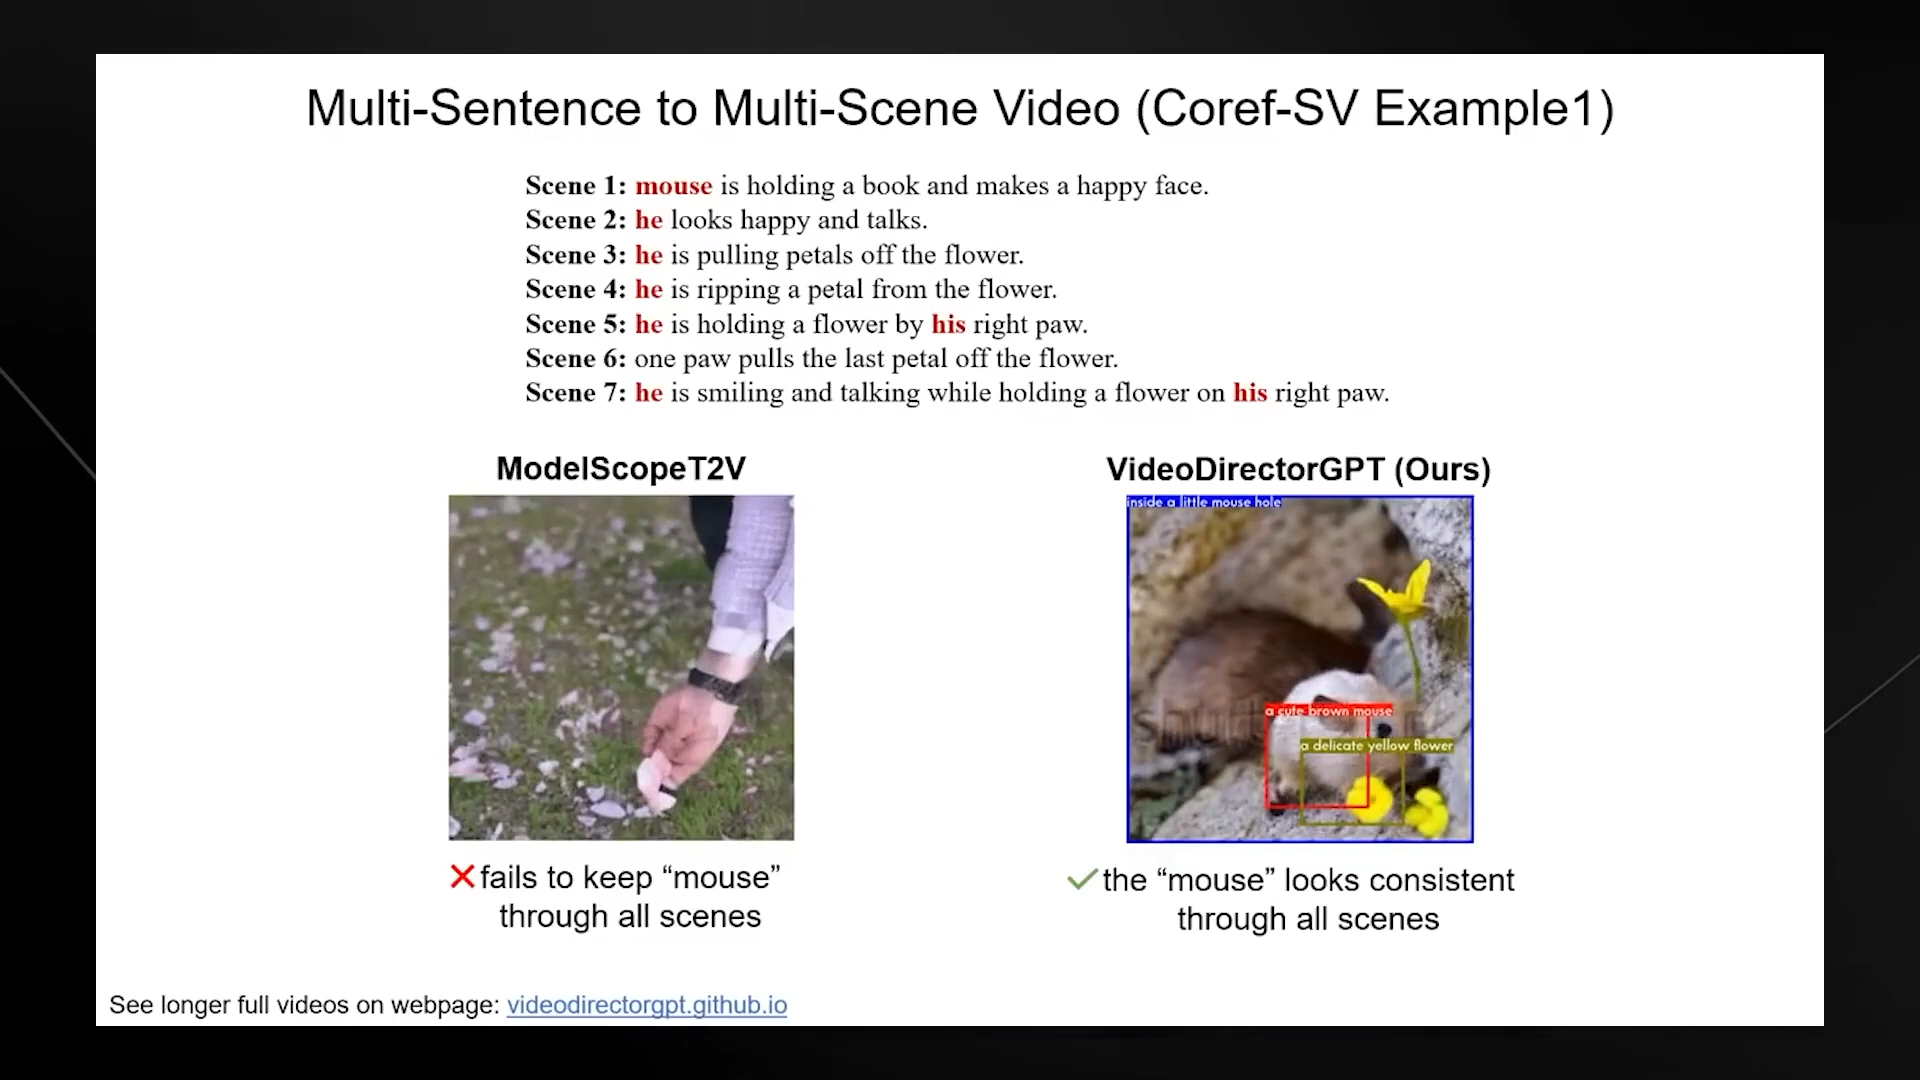 Multi-Sentence to Multi-Scene Video (Coref-SV Example1)
Scene 1: mouse is holding a book and makes a happy face.
Scene 2: he looks happy and talks.
Scene 3: he is pulling petals off the flower.
Scene 4: he is ripping a petal from the flower.
Scene 5: he is holding a flower by his right paw.
Scene 6: one paw pulls the last petal off the flower.
Scene 7: he is smiling and talking while holding a flower on his right paw.
ModelScopeT2V
VideoDirectorGPT (Ours)
inside a little mouse hole
a cute brown mouse
a delicate yellow flower
❌fails to keep “mouse”
through all scenes
✓the “mouse” looks consistent
through all scenes
See longer full videos on webpage: videodirectorgpt.github.io